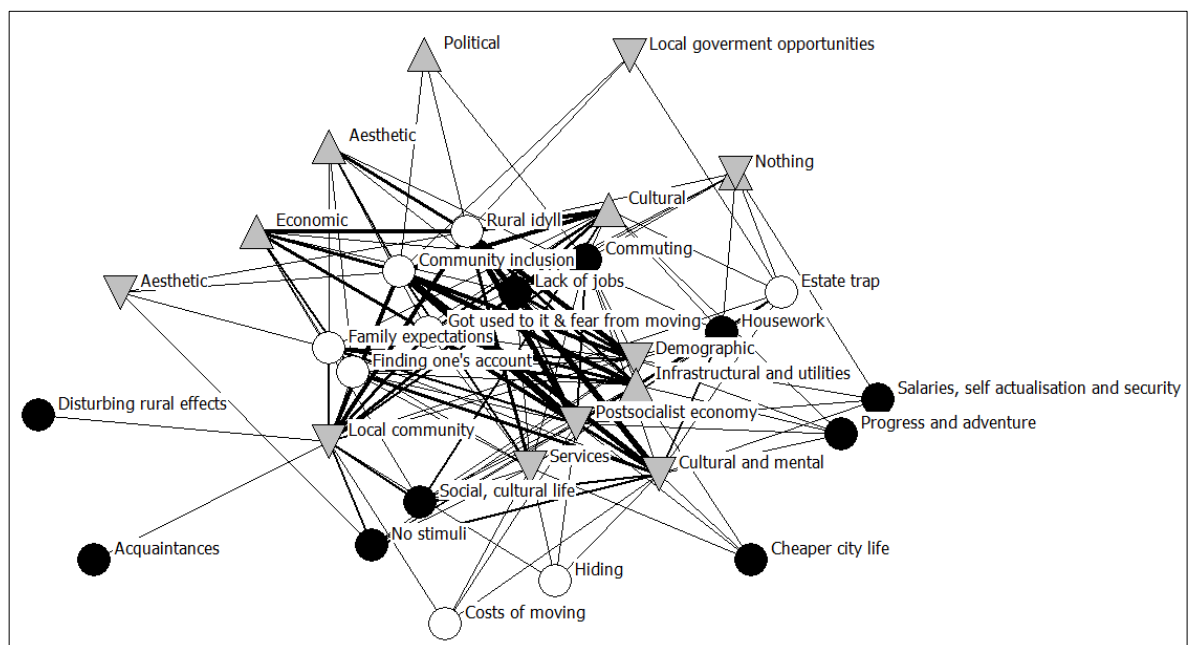 Political
Local goverment opportunities
Aesthetic
Nothing
Cultural
Economic
Rural idyll
Commuting
Community inclusion
Aesthetic
Lack of jobs
Estate trap
Got used to it & fear from moving
Housework
Family expectations
Demographic
Finding one's account
Infrastructural and utilities
Salaries, self actualisation and security
Disturbing rural effects
Postsocialist economy
Progress and adventure
Local community
Services
Cultural and mental
Social, cultural life
No stimuli
Acquaintances
Cheaper city life
Hiding
Costs of moving